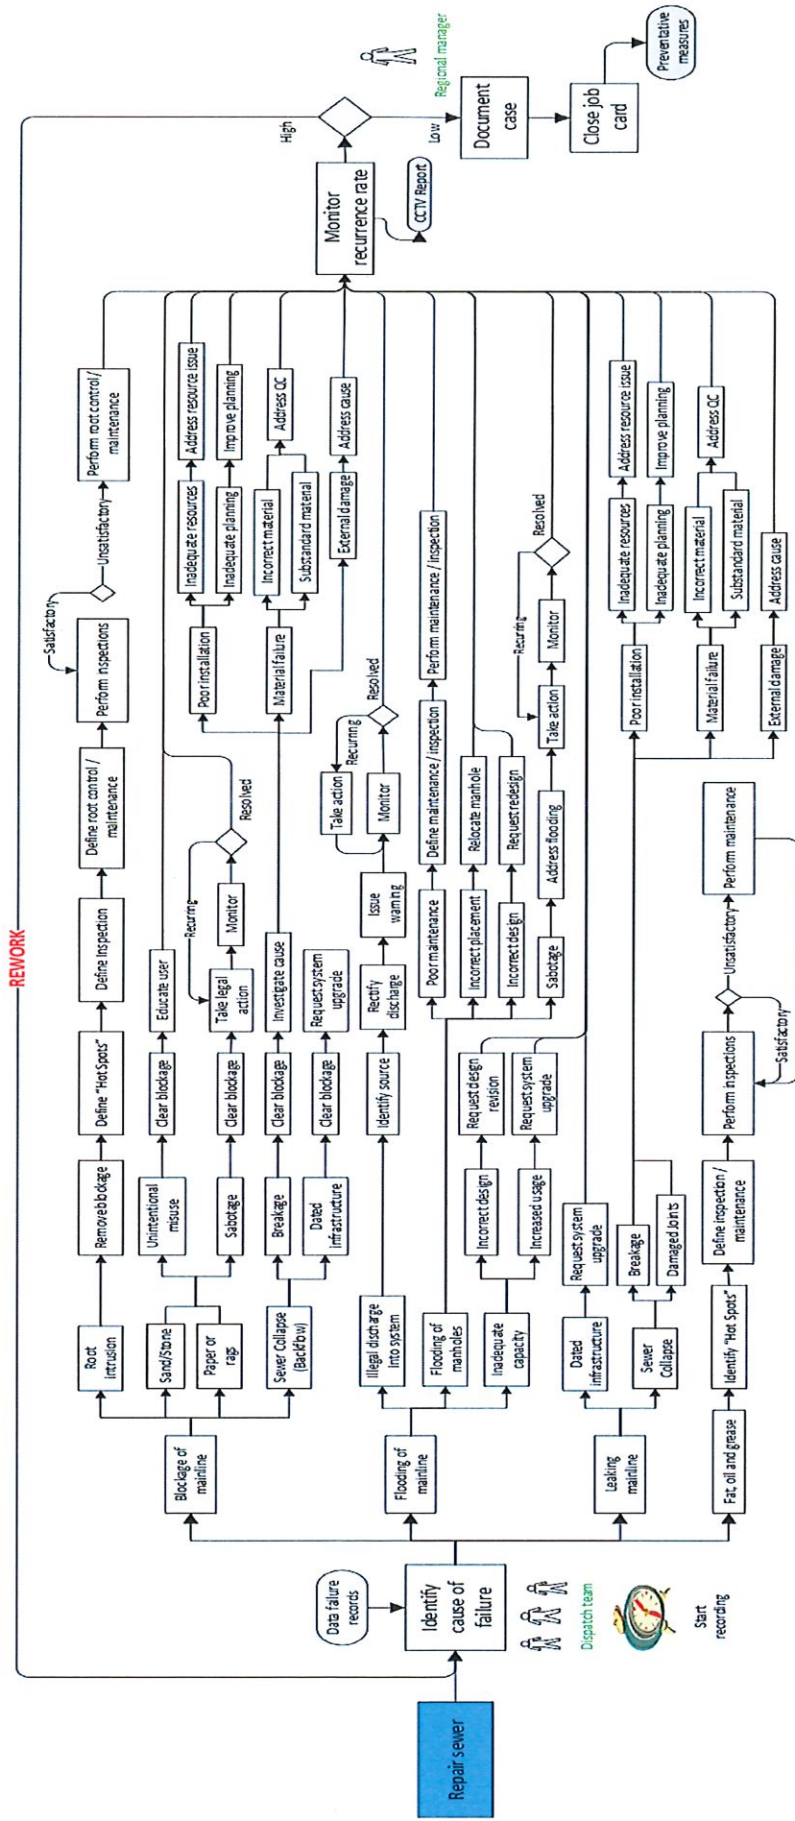 REWORK
Repair sewer
Data failure
records
Identify
cause of
failure
Dispatch team
Start
recording
Blockage of
mainline
Root
Intrusion
Remove blockage
Define "Hot Spots"
Define Inspection
Define root control /
maintenance
Perform inspections
Satisfactory
Unsatisfactory
Perform root control /
maintenance
Sand/Stone
Paper or
rags
Unintentional
misuse
Clear blockage
Educate user
Sabotage
Clear blockage
Take legal
action
Monitor
Recuring
Resolved
Sewer Collapse
(Backflow)
Breakage
Clear blockage
Investigate cause
Dated
infrastructure
Clear blockage
Request system
upgrade
Poor installation
Inadequate resources
Address resource issue
Inadequate planning
Improve planning
Material failure
Incorrect material
Substandard material
Address QC
External damage
Address cause
Flooding of
mainline
Illegal discharge
Into system
Identify source
Rectify
discharge
Issue
warning
Monitor
Take action
Recurring
Resolved
Flooding of
manholes
Poor maintenance
Define maintenance / inspection
Perform maintenance / Inspection
Incorrect placement
Relocate manhole
Incorrect design
Request redesign
Sabotage
Address flooding
Take action
Monitor
Recurring
Resolved
Inadequate
capacity
Incorrect design
Request design
revision
Increased usage
Request system
upgrade
Leaking
mainline
Dated
infrastructure
Request system
upgrade
Sewer
Collapse
Breakage
Damaged Joints
Poor installation
Inadequate resources
Address resource issue
Inadequate planning
Improve planning
Material failure
Incorrect material
Substandard material
Address QC
External damage
Address cause
Fat, oil and grease
Identify "Hot Spots"
Define inspection /
maintenance
Perform inspections
Unsatisfactory
Satisfactory
Perform maintenance
Monitor
recurrence rate
CCTV Report
High
Low
Regional manager
Document
case
Close job
card
Preventative
measures